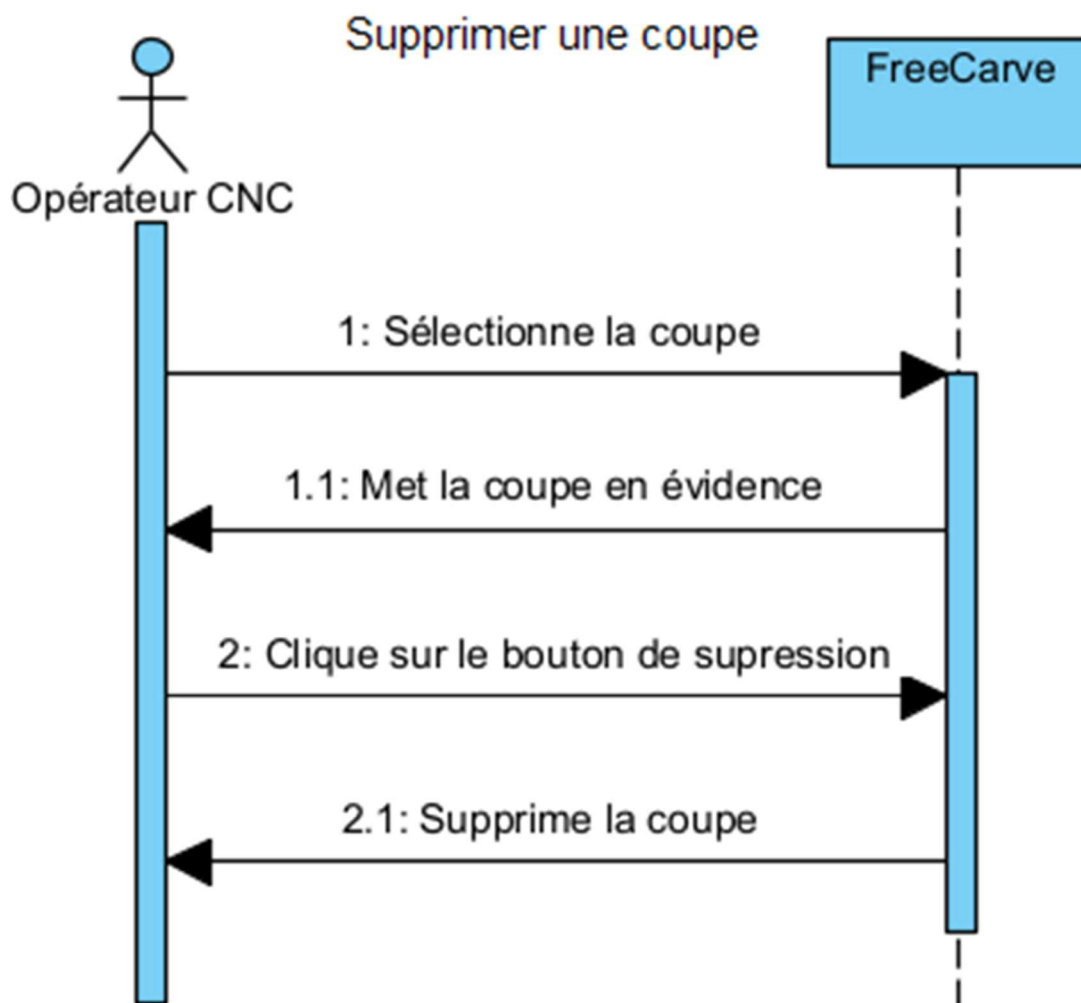 Supprimer une coupe
FreeCarve
Opérateur CNC
1: Sélectionne la coupe
1.1: Met la coupe en évidence
2: Clique sur le bouton de supression
2.1: Supprime la coupe